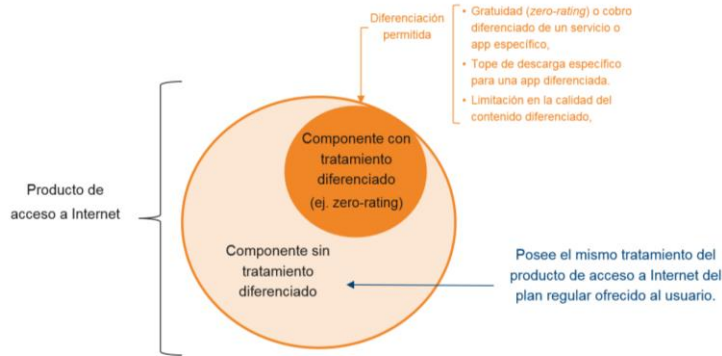 Diferenciación
permitida
• Gratuidad (zero-rating) o cobro
diferenciado de un servicio o
app específico,
• Tope de descarga específico
para una app diferenciada.
• Limitación en la calidad del
contenido diferenciado,
Componente con
tratamiento
diferenciado
(ej. zero-rating)
Producto de
acceso a Internet
Componente sin
tratamiento
diferenciado
Posee el mismo tratamiento del
producto de acceso a Internet del
plan regular ofrecido al usuario.